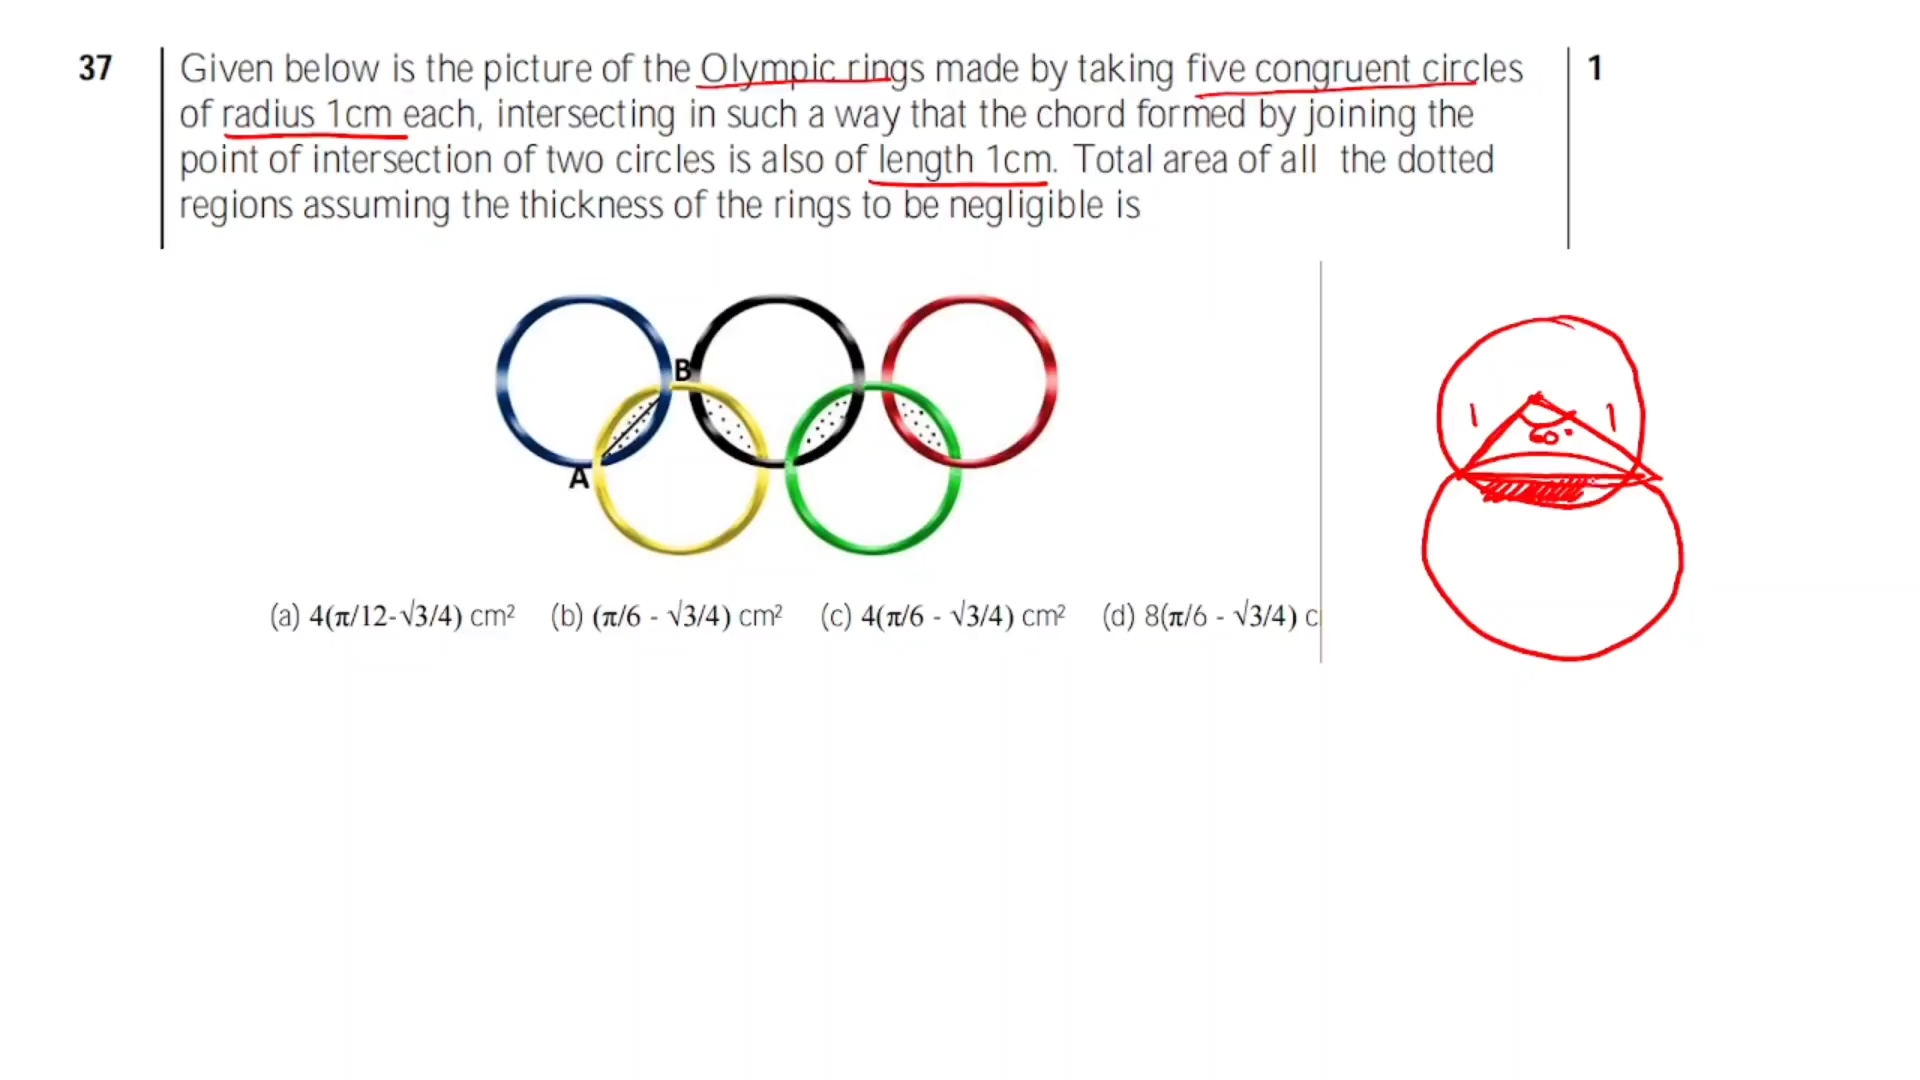 37
Given below is the picture of the Olympic rings made by taking five congruent circles
1
of radius 1cm each, intersecting in such a way that the chord formed by joining the
point of intersection of two circles is also of length 1cm. Total area of all the dotted
regions assuming the thickness of the rings to be negligible is
B
A
1
1
60°
(a) 4(π/12-√3/4) cm² (b) (π/6 - √3/4) cm² (c) 4(π/6 - √3/4) cm² (d) 8(π/6 - √3/4) c